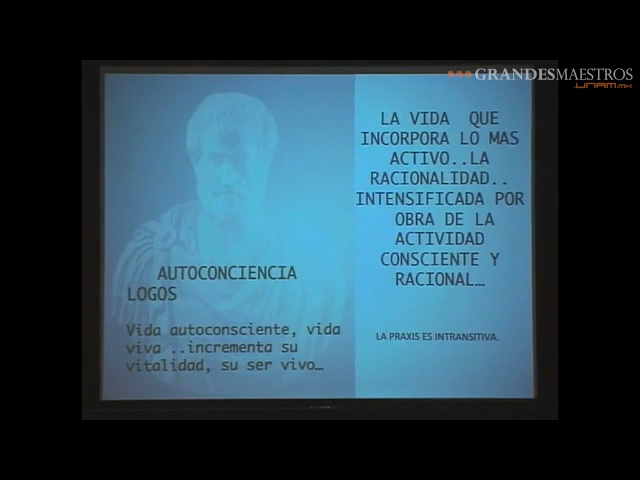 GRANDESMAESTROS
.UNAM.MX
LA VIDA QUE
INCORPORA LO MAS
ACTIVO..LA
RACIONALIDAD..
INTENSIFICADA POR
OBRA DE LA
ACTIVIDAD
CONSCIENTE Y
RACIONAL…
LA PRAXIS ES INTRANSITIVA.
AUTOCONCIENCIA
LOGOS
Vida autoconsciente, vida
viva ..incrementa su
vitalidad, su ser vivo…